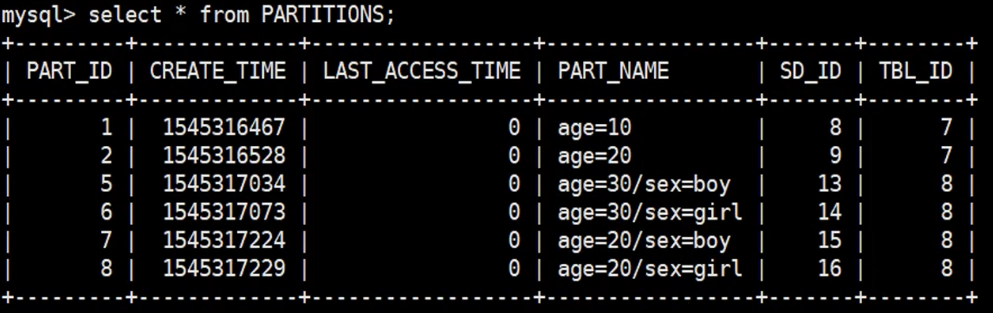 mysql> select * from PARTITIONS;
+---------+-------------+------------------+-------------------+-------+--------+
| PART_ID | CREATE_TIME | LAST_ACCESS_TIME | PART_NAME         | SD_ID | TBL_ID |
+---------+-------------+------------------+-------------------+-------+--------+
|       1 |  1545316467 |                0 | age=10            |     8 |      7 |
|       2 |  1545316528 |                0 | age=20            |     9 |      7 |
|       5 |  1545317034 |                0 | age=30/sex=boy    |    13 |      8 |
|       6 |  1545317073 |                0 | age=30/sex=girl   |    14 |      8 |
|       7 |  1545317224 |                0 | age=20/sex=boy    |    15 |      8 |
|       8 |  1545317229 |                0 | age=20/sex=girl   |    16 |      8 |
+---------+-------------+------------------+-------------------+-------+--------+